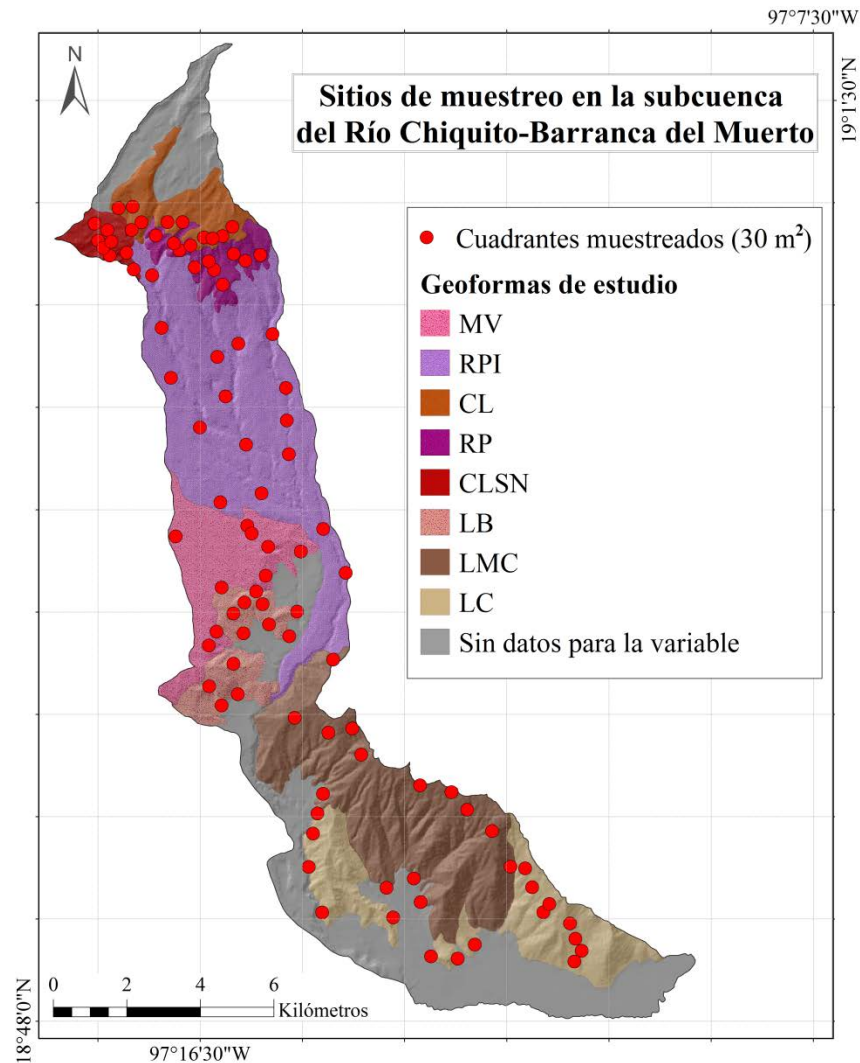 97°7'30"W
N
19°1'30"N
Sitios de muestreo en la subcuenca
del Río Chiquito-Barranca del Muerto
Cuadrantes muestreados (30 m²)
Geoformas de estudio
MV
RPI
CL
RP
CLSN
LB
LMC
LC
Sin datos para la variable
0 2 4 6
Kilómetros
18°48'0"N
97°16'30"W